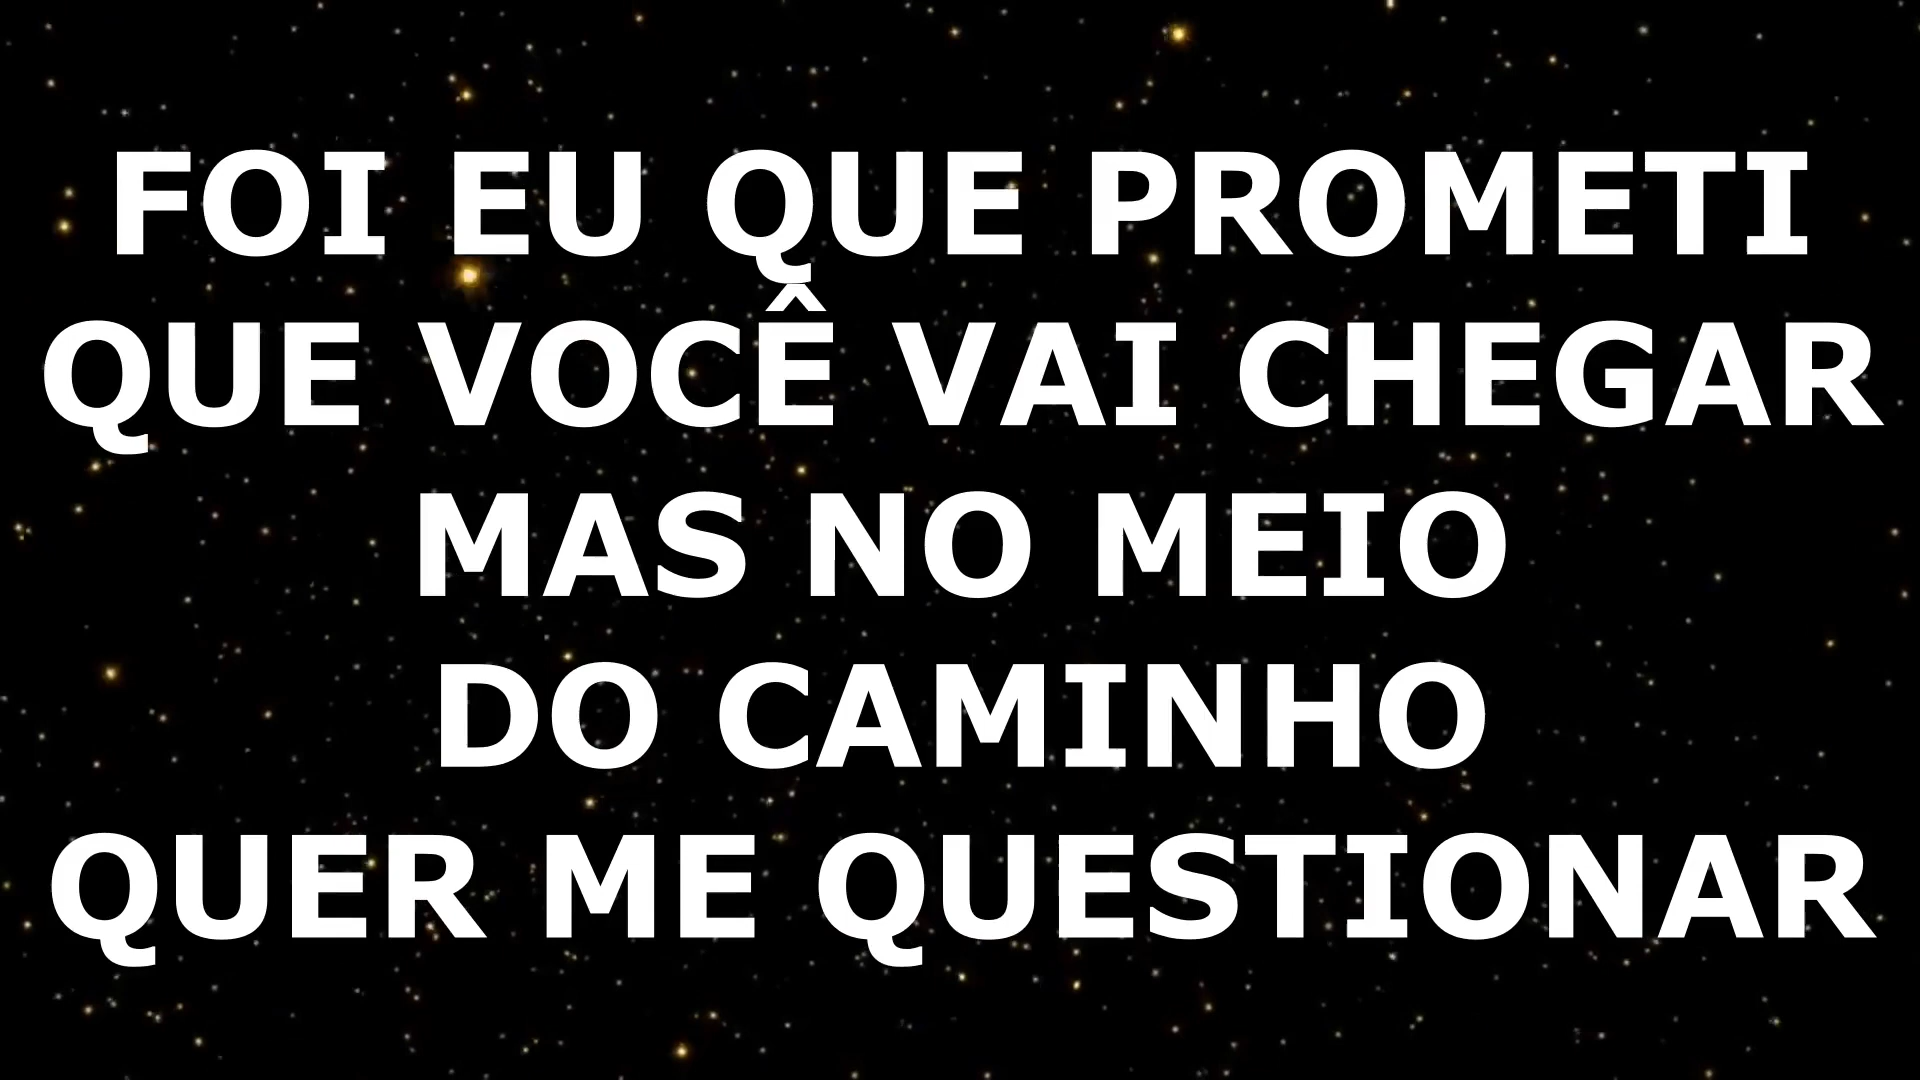 FOI EU QUE PROMETI
QUE VOCÊ VAI CHEGAR
MAS NO MEIO
DO CAMINHO
QUER ME QUESTIONAR